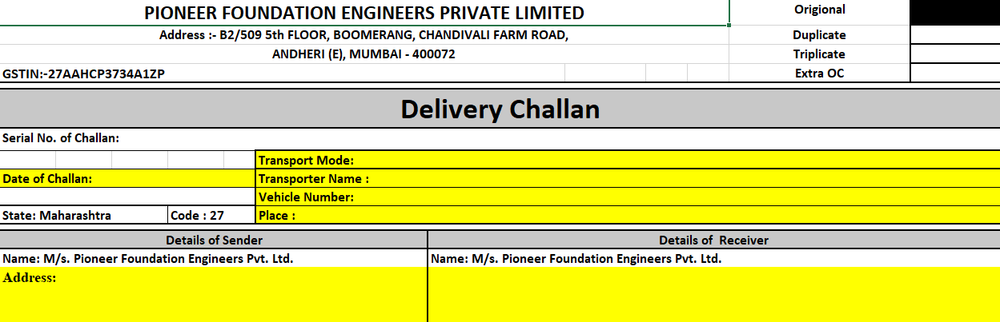 PIONEER FOUNDATION ENGINEERS PRIVATE LIMITED
Origional
Address :- B2/509 5th FLOOR, BOOMERANG, CHANDIVALI FARM ROAD,
Duplicate
ANDHERI (E), MUMBAI - 400072
Triplicate
GSTIN:-27AAHCP3734A1ZP
Extra OC
Delivery Challan
Serial No. of Challan:
Transport Mode:
Date of Challan:
Transporter Name :
Vehicle Number:
State: Maharashtra
Code : 27
Place :
Details of Sender
Details of Receiver
Name: M/s. Pioneer Foundation Engineers Pvt. Ltd.
Name: M/s. Pioneer Foundation Engineers Pvt. Ltd.
Address: